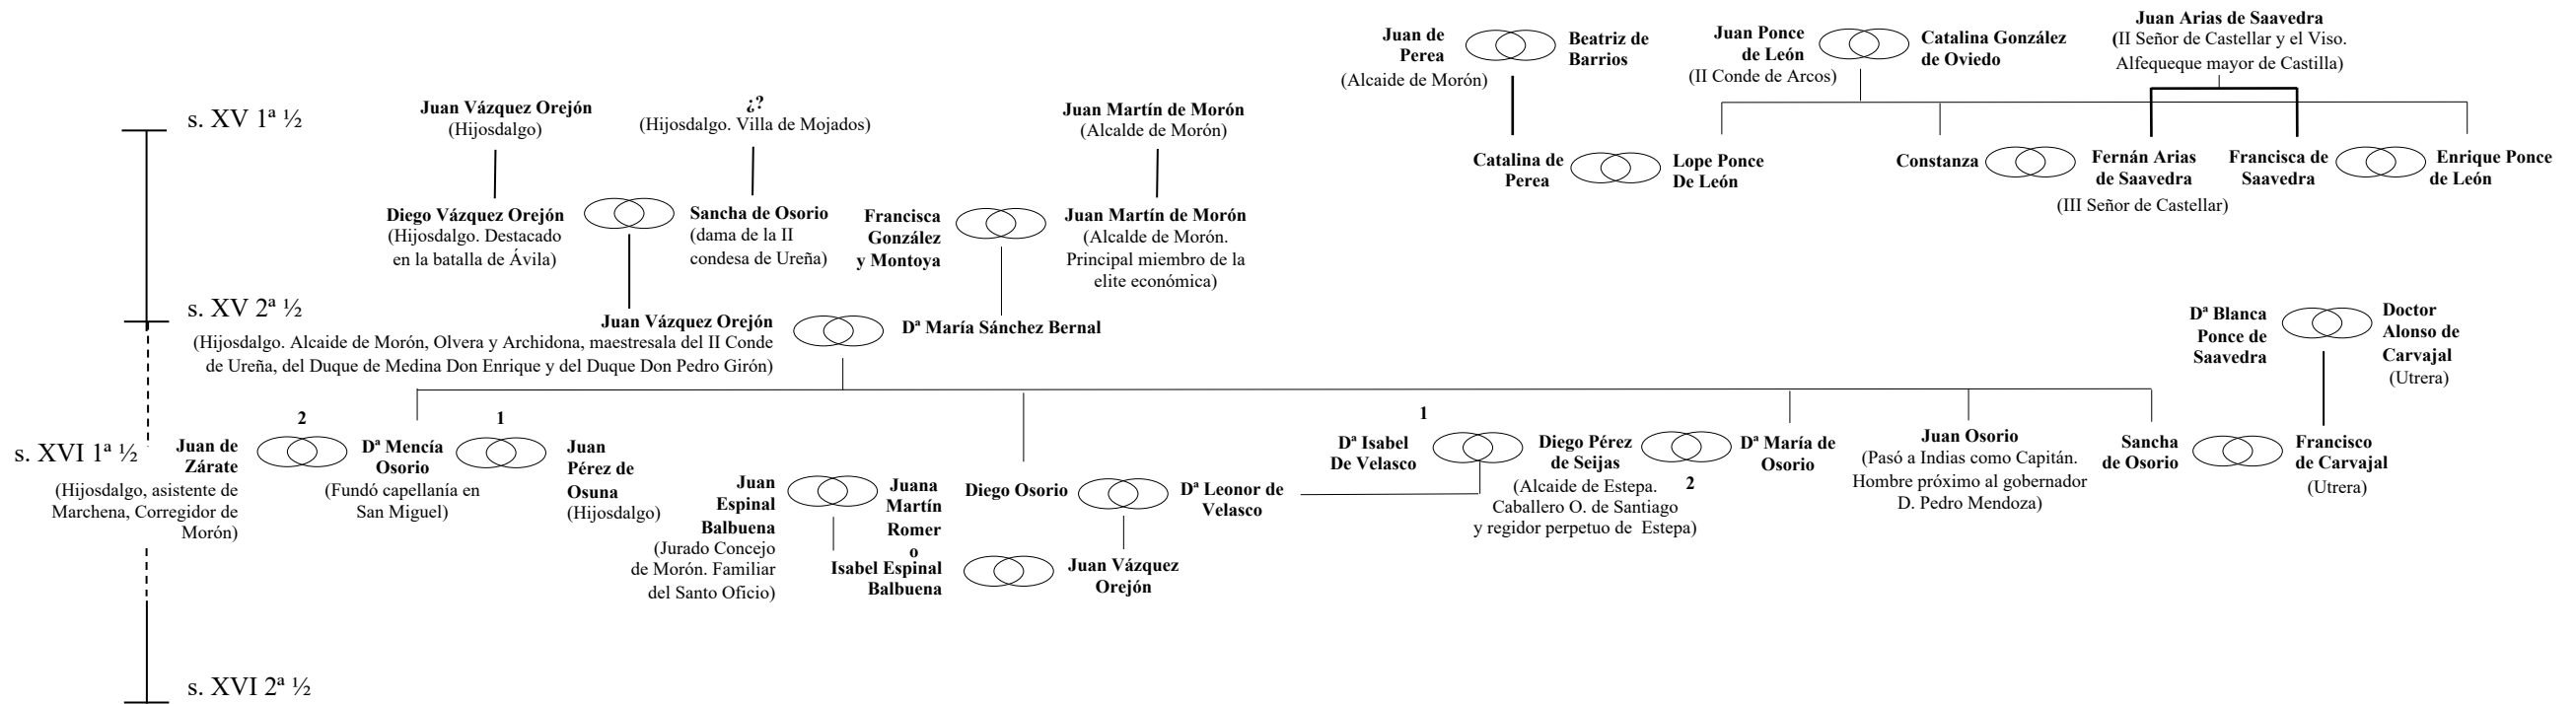 Juan de
Perea
(Alcaide de Morón)
Beatriz de
Barrios
Juan Ponce
de León
(II Conde de Arcos)
Catalina González
de Oviedo
Juan Arias de Saavedra
(II Señor de Castellar y el Viso.
Alfequeque mayor de Castilla)
s. XV 1ª ½
Juan Vázquez Orejón
(Hijosdalgo)
¿?
(Hijosdalgo. Villa de Mojados)
Juan Martín de Morón
(Alcalde de Morón)
Catalina de
Perea
Lope Ponce
De León
Constanza
Fernán Arias
de Saavedra
(III Señor de Castellar)
Francisca de
Saavedra
Enrique Ponce
de León
Diego Vázquez Orejón
(Hijosdalgo. Destacado
en la batalla de Ávila)
Sancha de Osorio
(dama de la II
condesa de Ureña)
Francisca
González
y Montoya
Juan Martín de Morón
(Alcalde de Morón.
Principal miembro de la
elite económica)
s. XV 2ª ½
Juan Vázquez Orejón
(Hijosdalgo. Alcaide de Morón, Olvera y Archidona, maestresala del II Conde
de Ureña, del Duque de Medina Don Enrique y del Duque Don Pedro Girón)
Dª María Sánchez Bernal
Dª Blanca
Ponce de
Saavedra
Doctor
Alonso de
Carvajal
(Utrera)
s. XVI 1ª ½
Juan de
Zárate
(Hijosdalgo, asistente de
Marchena, Corregidor de
Morón)
2
Dª Mencía
Osorio
(Fundó capellanía en
San Miguel)
1
Juan
Pérez de
Osuna
(Hijosdalgo)
Juan
Espinal
Balbuena
(Jurado Concejo
de Morón. Familiar
del Santo Oficio)
Juana
Martín
Romer
o
Diego Osorio
Dª Leonor de
Velasco
1
Dª Isabel
De Velasco
Diego Pérez
de Seijas
(Alcaide de Estepa.
Caballero O. de Santiago
y regidor perpetuo de Estepa)
2
Dª María de
Osorio
Juan Osorio
(Pasó a Indias como Capitán.
Hombre próximo al gobernador
D. Pedro Mendoza)
Sancha
de Osorio
Francisco
de Carvajal
(Utrera)
Isabel Espinal
Balbuena
Juan Vázquez
Orejón
s. XVI 2ª ½